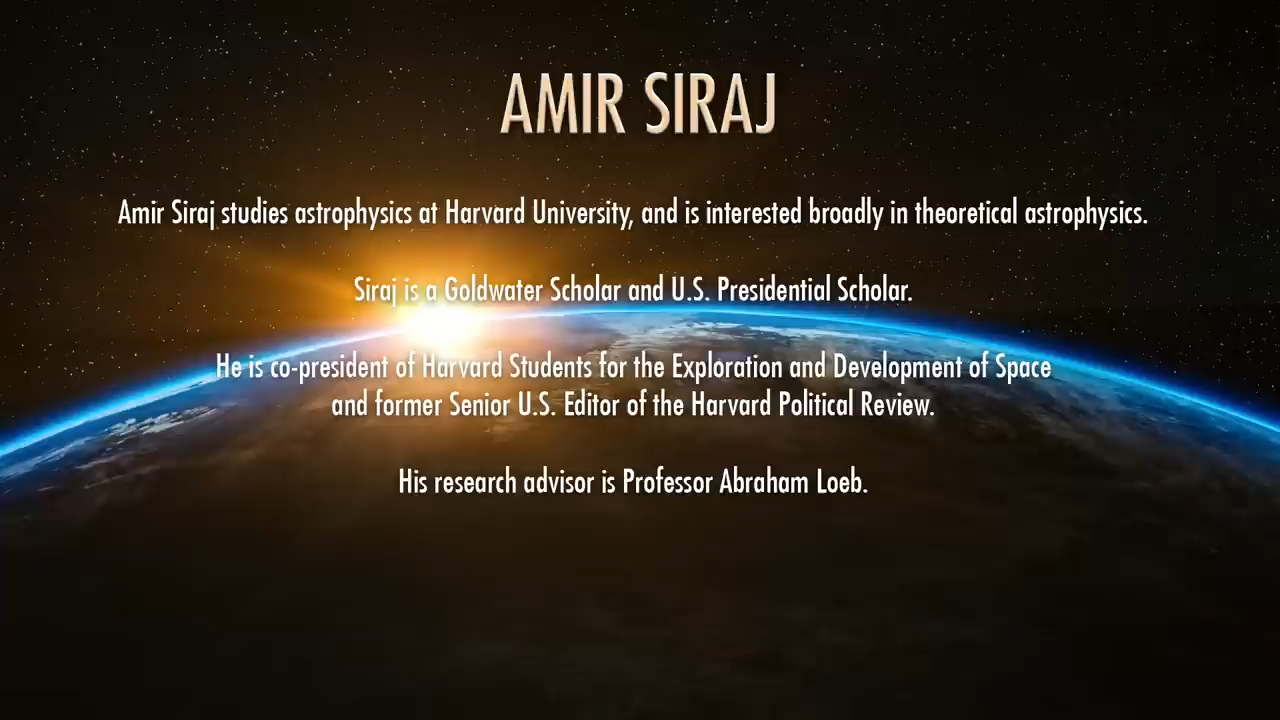 AMIR SIRAJ
Amir Siraj studies astrophysics at Harvard University, and is interested broadly in theoretical astrophysics.
Siraj is a Goldwater Scholar and U.S. Presidential Scholar.
He is co-president of Harvard Students for the Exploration and Development of Space
and former Senior U.S. Editor of the Harvard Political Review.
His research advisor is Professor Abraham Loeb.